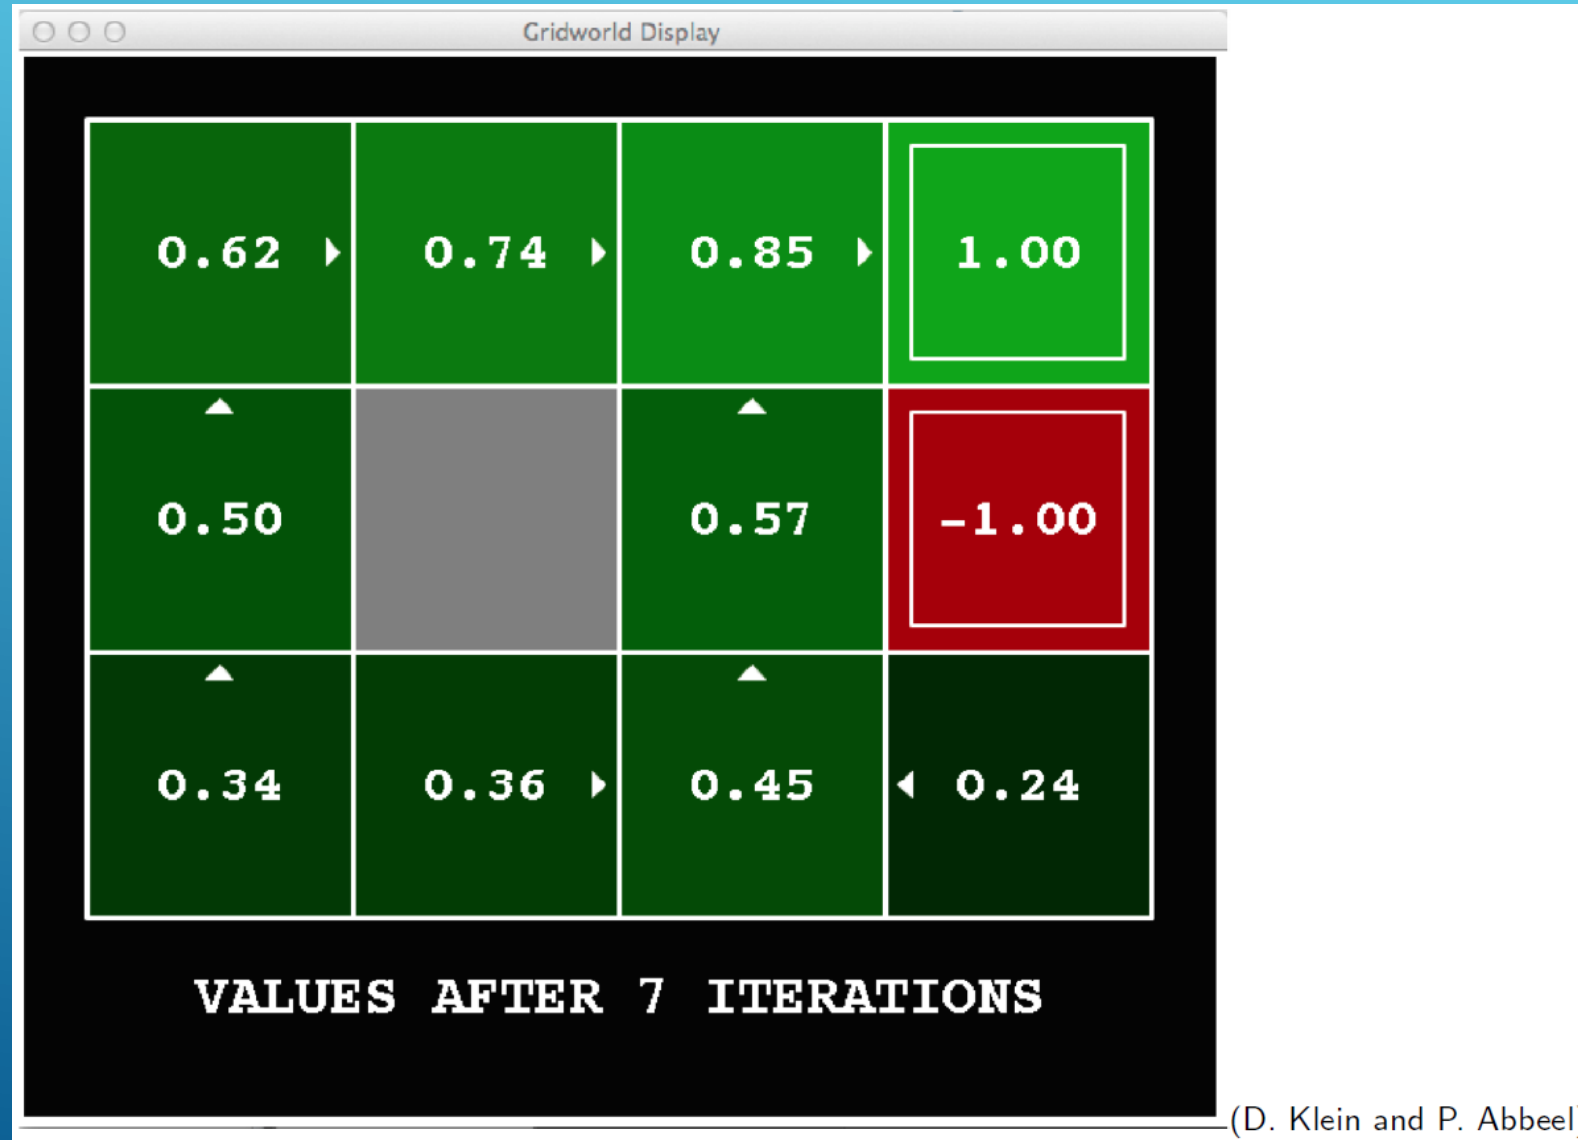 Gridworld Display
0.62 0.74 0.85 1.00
0.50 0.57 -1.00
0.34 0.36 0.45 0.24
VALUES AFTER 7 ITERATIONS
(D. Klein and P. Abbeel)